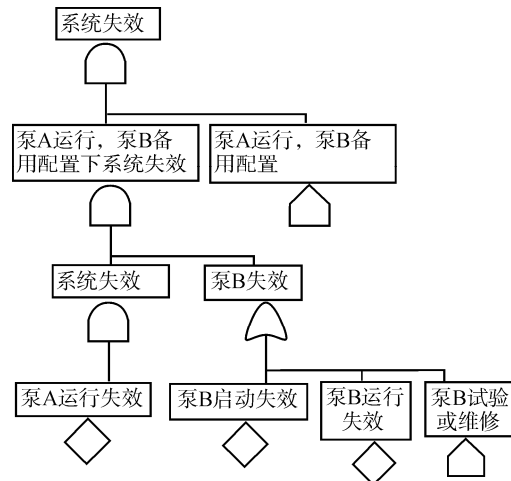 系统失效
泵A运行，泵B备
用配置下系统失效
泵A运行，泵B备
用配置
系统失效
泵B失效
泵A运行失效
泵B启动失效
泵B运行
失效
泵B试验
或维修